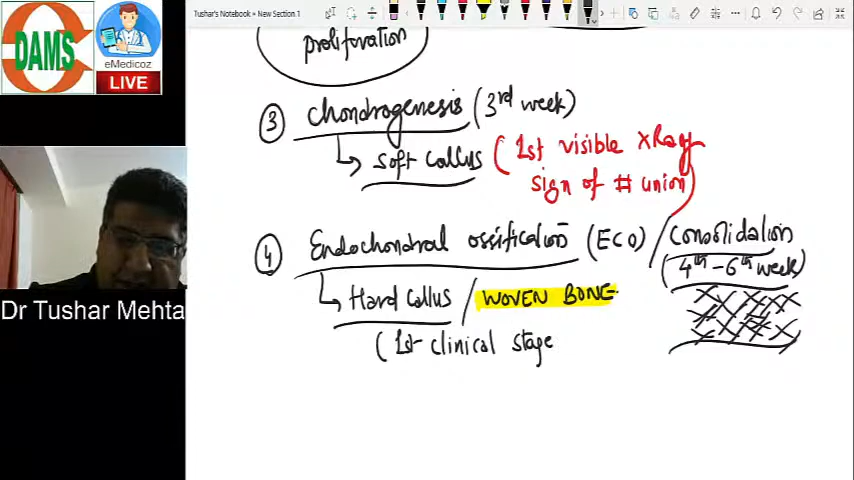 Tushar's Notebook > New Section 1
DAMS
eMedicoz
LIVE
proliferation
③ Chondrogenesis (3rd week)
↳ Soft Callus (1st visible X Ray
sign of # union)
④ Endochondral ossification (ECO) / Consolidation
(4th - 6th week)
↳ Hard Callus / WOVEN BONE
(1st clinical stage
Dr Tushar Mehta